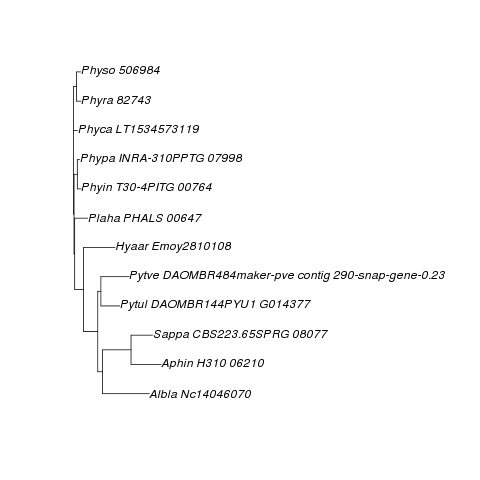 Physo 506984
Phyra 82743
Phyca LT1534573119
Phypa INRA-310PPTG 07998
Phyin T30-4PITG 00764
Plaha PHALS 00647
Hyaar Emoy2810108
Pytve DAOMBR484maker-pve contig 290-snap-gene-0.23
Pytul DAOMBR144PYU1 G014377
Sappa CBS223.65SPRG 08077
Aphin H310 06210
Albla Nc14046070